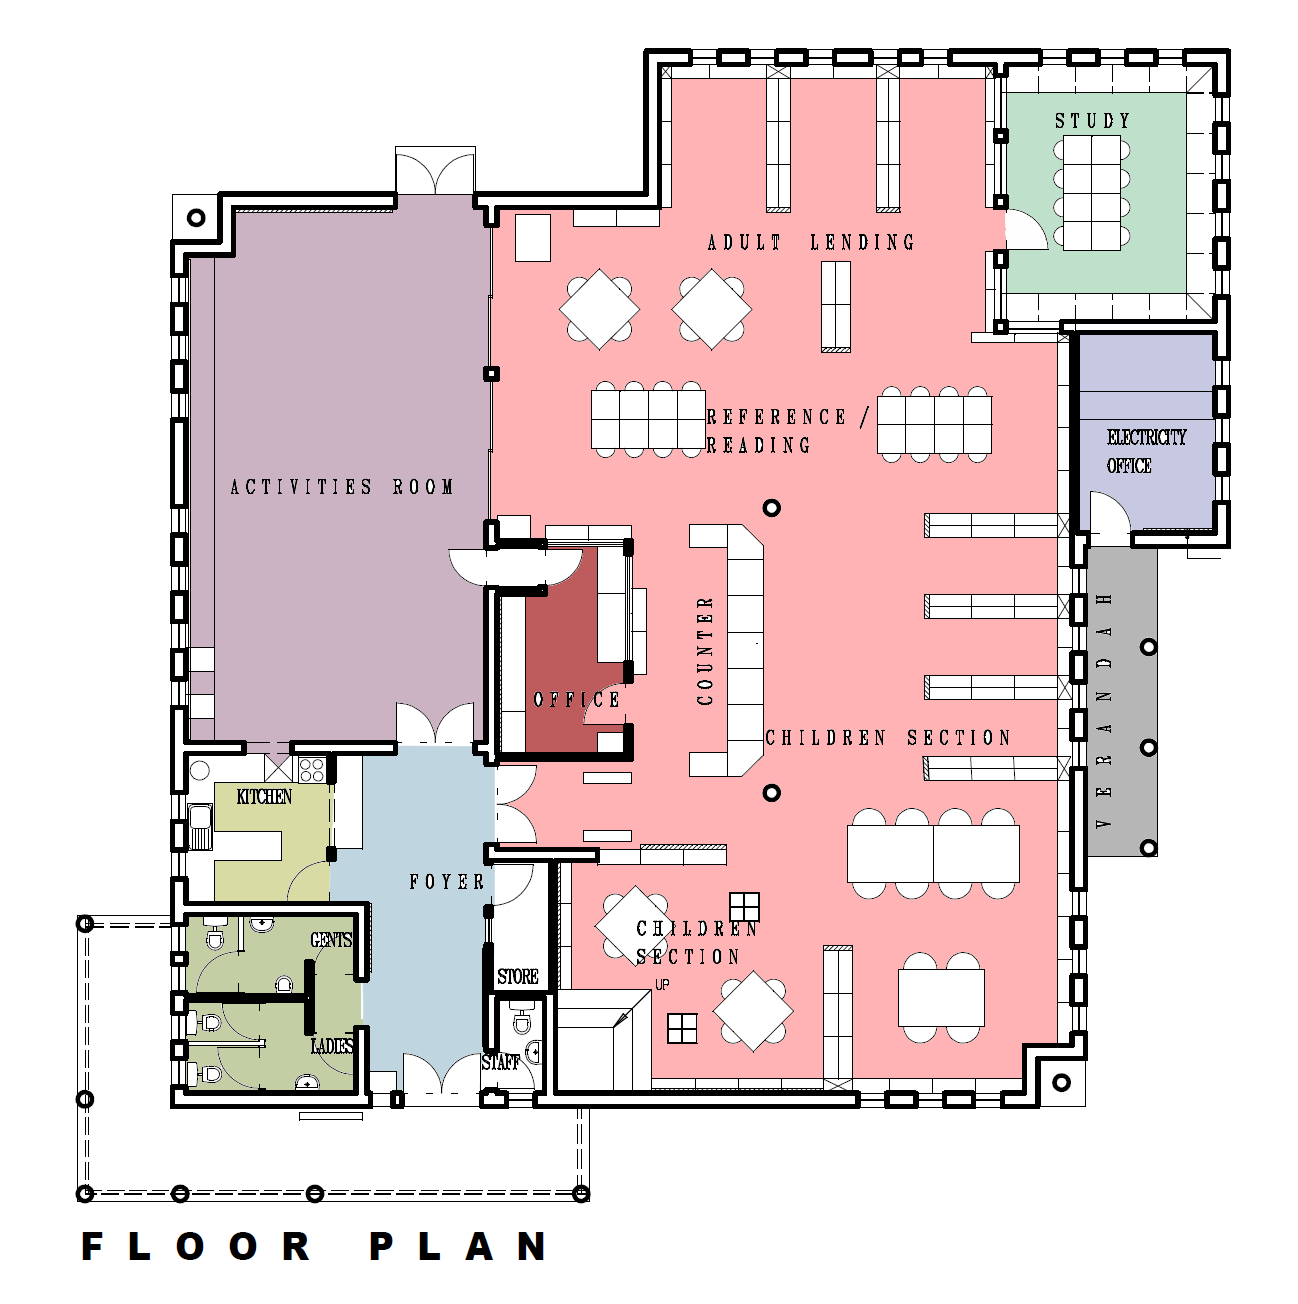 STUDY
ADULT LENDING
REFERENCE /
READING
ELECTRICITY
OFFICE
ACTIVITIES ROOM
COUNTER
VERANDAH
OFFICE
CHILDREN SECTION
KITCHEN
FOYER
GENTS
CHILDREN
SECTION
STORE
UP
LADIES
STAFF
FLOOR PLAN